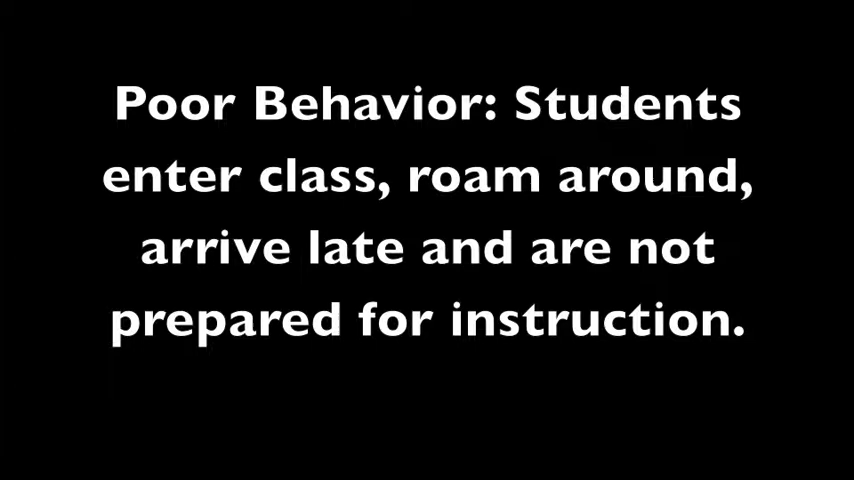 Poor Behavior: Students
enter class, roam around,
arrive late and are not
prepared for instruction.